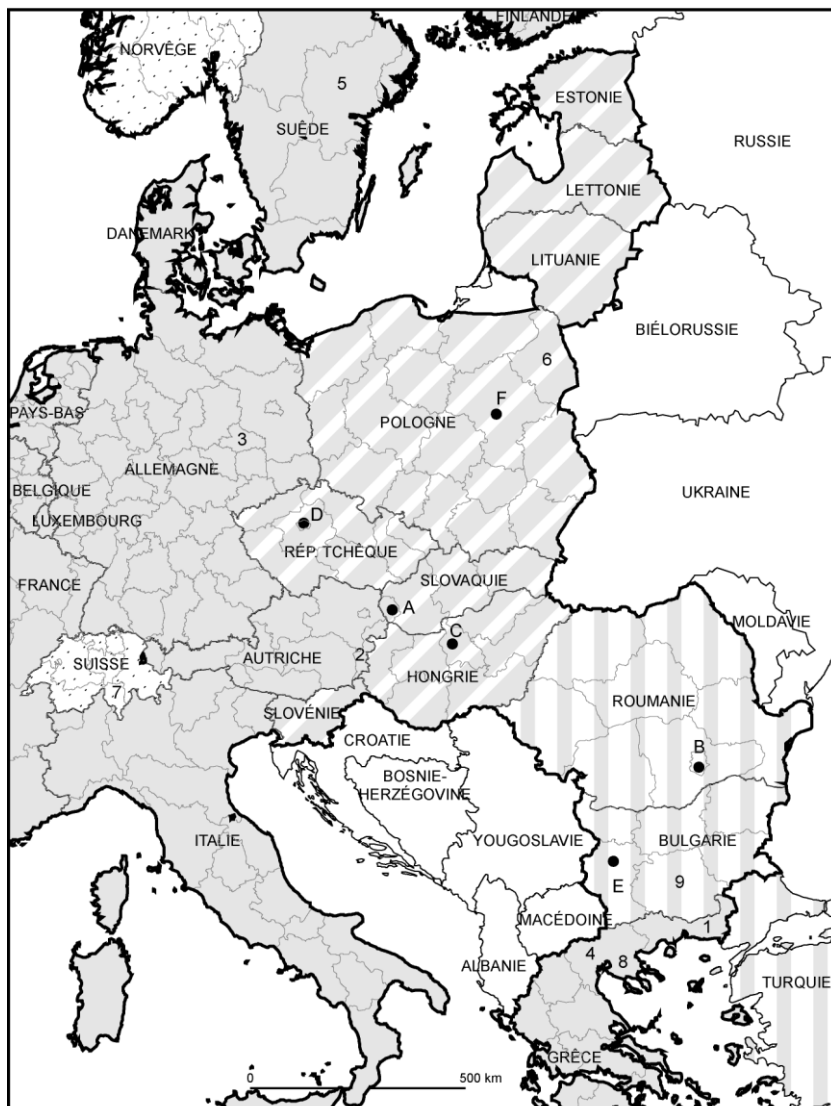 FINLANDE
NORVÈGE
5
ESTONIE
SUÈDE
RUSSIE
LETTONIE
DANEMARK
LITUANIE
BIÉLORUSSIE
6
PAYS-BAS
F
POLOGNE
3
ALLEMAGNE
BELGIQUE
UKRAINE
LUXEMBOURG
D
RÉP. TCHÊQUE
SLOVAQUIE
FRANCE
A
MOLDAVIE
C
2
SUISSE
AUTRICHE
HONGRIE
7
ROUMANIE
SLOVÉNIE
CROATIE
B
BOSNIE-
HERZÉGOVINE
ITALIE
YOUGOSLAVIE
BULGARIE
E
9
MACÉDOINE
1
4
8
ALBANIE
TURQUIE
GRÊCE
0
500 km